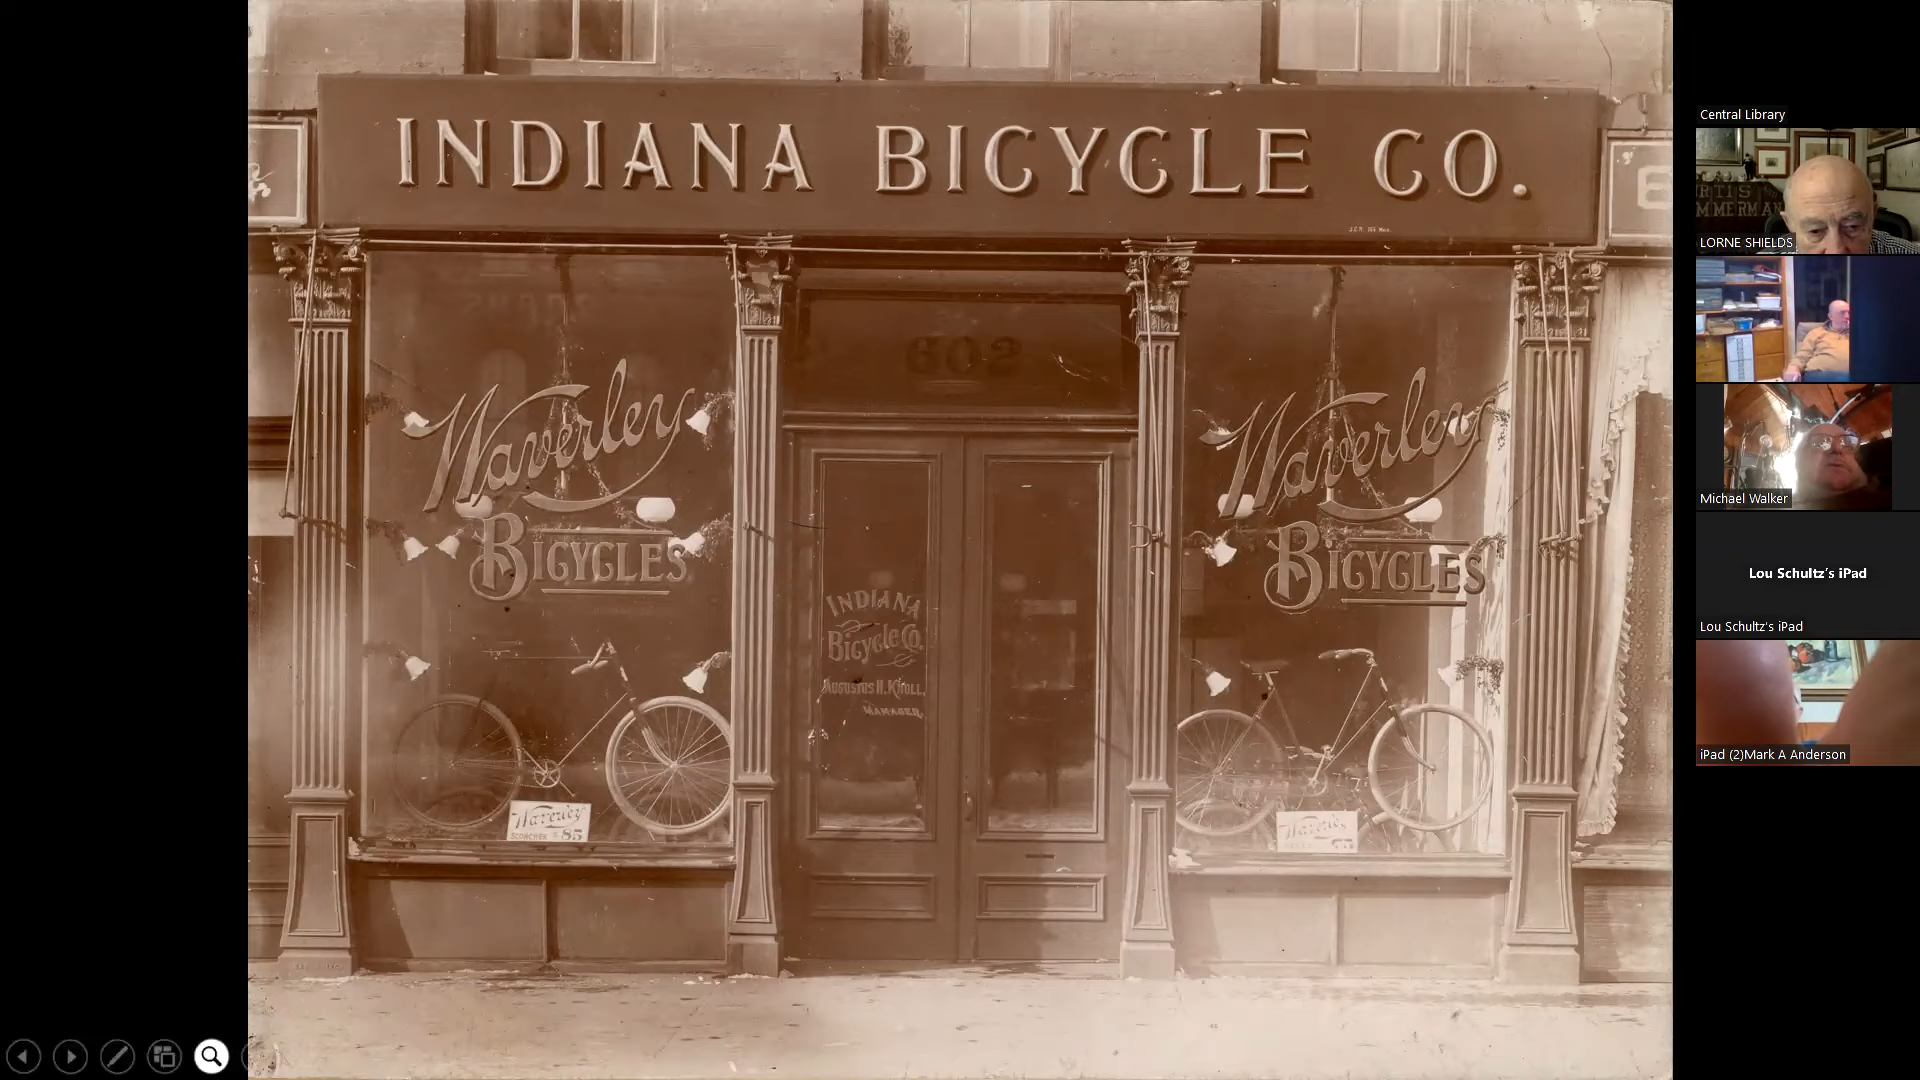 INDIANA BICYCLE CO.
602
Waverley
BICYCLES
Waverley
BICYCLES
INDIANA
Bicycle Co.
AUGUSTUS H. KNOLL,
MANAGER.
Waverley
SCORCHER $85
Waverley
Central Library
LORNE SHIELDS
Michael Walker
Lou Schultz's iPad
Lou Schultz's iPad
iPad (2)Mark A Anderson